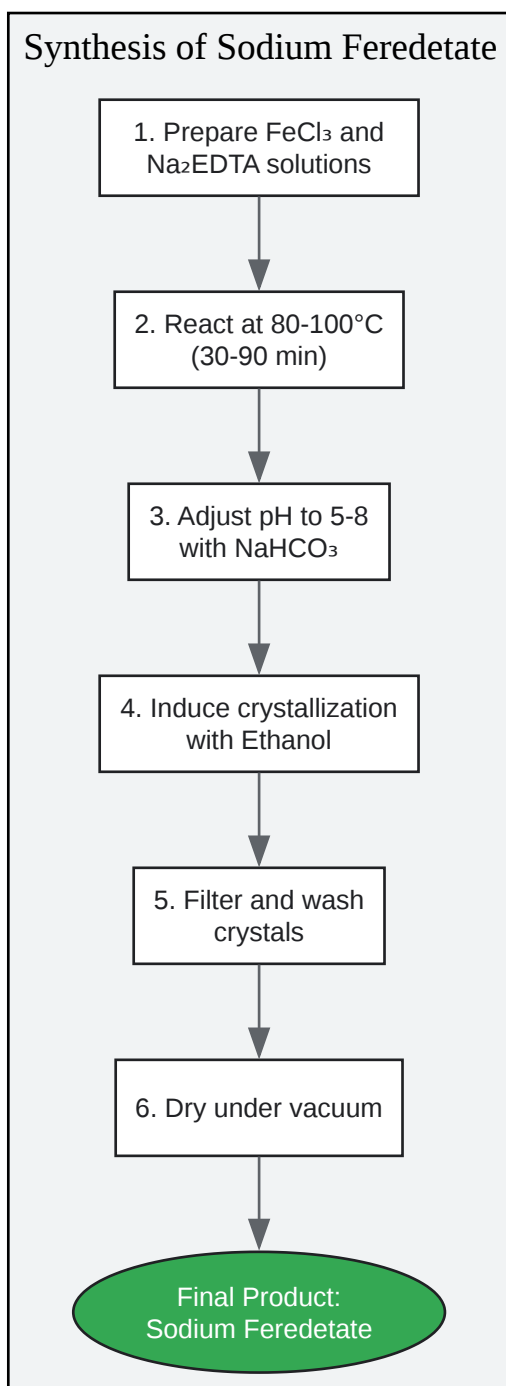 Synthesis of Sodium Feredetate
1. Prepare FeCl₃ and
Na₂EDTA solutions
2. React at 80-100°C
(30-90 min)
3. Adjust pH to 5-8
with NaHCO₃
4. Induce crystallization
with Ethanol
5. Filter and wash
crystals
6. Dry under vacuum
Final Product:
Sodium Feredetate